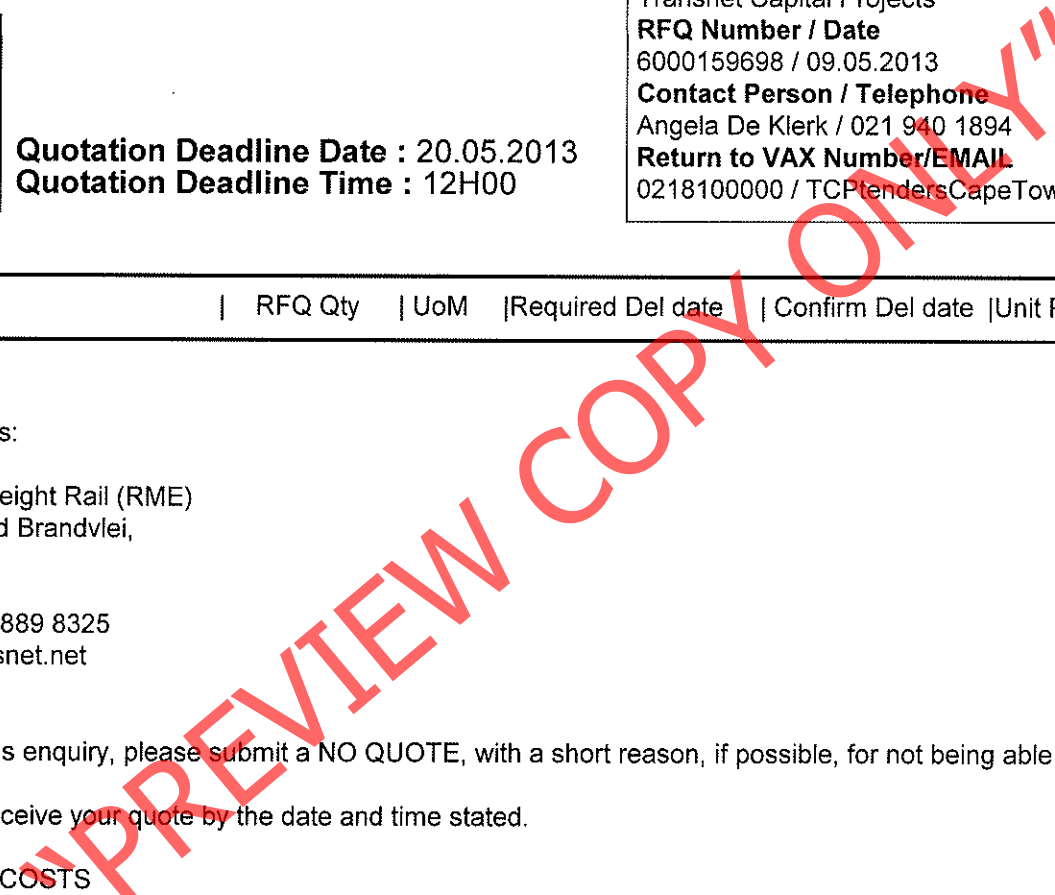 Transnet Capital Projects
RFQ Number / Date
6000159698 / 09.05.2013
Contact Person / Telephone
Angela De Klerk / 021 940 1894
Return to VAX Number/EMAIL
0218100000 / TCPtendersCapeTow
Quotation Deadline Date : 20.05.2013
Quotation Deadline Time : 12H00
| RFQ Qty | UoM |Required Del date | Confirm Del date |Unit P
s:
eight Rail (RME)
d Brandvlei,
889 8325
snet.net
s enquiry, please submit a NO QUOTE, with a short reason, if possible, for not being able
ceive your quote by the date and time stated.
COSTS
"PREVIEW COPY ONLY"